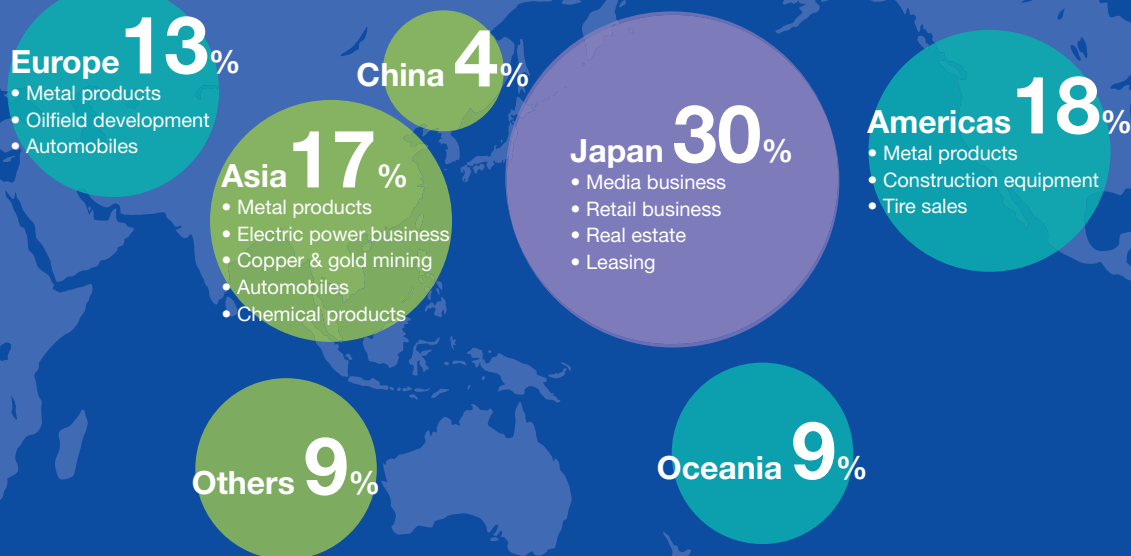 Europe 13%
• Metal products
• Oilfield development
• Automobiles
China 4%
Asia 17%
• Metal products
• Electric power business
• Copper & gold mining
• Automobiles
• Chemical products
Japan 30%
• Media business
• Retail business
• Real estate
• Leasing
Americas 18%
• Metal products
• Construction equipment
• Tire sales
Others 9%
Oceania 9%